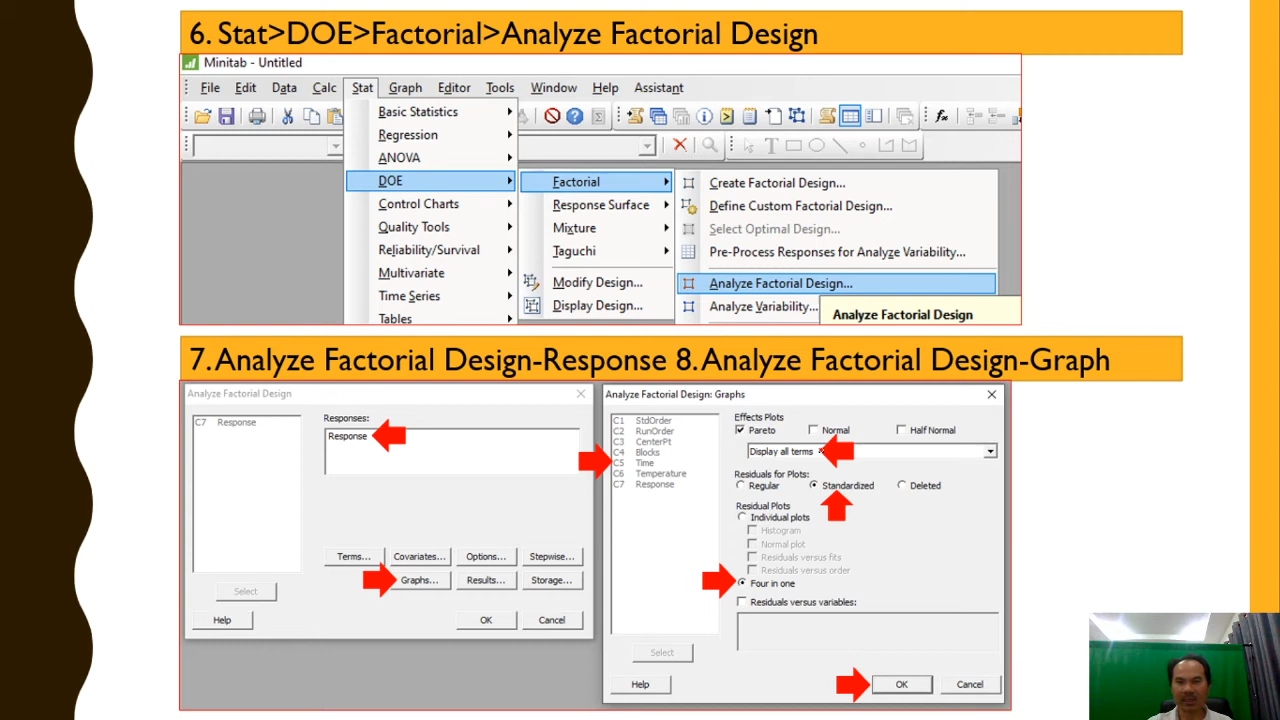 6. Stat>DOE>Factorial>Analyze Factorial Design
Minitab - Untitled
File Edit Data Calc Stat Graph Editor Tools Window Help Assistant
Basic Statistics
Regression
ANOVA
DOE
Control Charts
Quality Tools
Reliability/Survival
Multivariate
Time Series
Tables
Factorial
Response Surface
Mixture
Taguchi
Modify Design...
Display Design...
Create Factorial Design...
Define Custom Factorial Design...
Select Optimal Design...
Pre-Process Responses for Analyze Variability...
Analyze Factorial Design...
Analyze Variability...
Analyze Factorial Design
7. Analyze Factorial Design-Response 8. Analyze Factorial Design-Graph
Analyze Factorial Design
C7 Response
Responses:
Response
Terms... Covariates... Options... Stepwise...
Graphs... Results... Storage...
Select
Help OK Cancel
Analyze Factorial Design: Graphs
C1 StdOrder
C2 RunOrder
C3 CenterPt
C4 Blocks
C5 Time
C6 Temperature
C7 Response
Effects Plots
Pareto Normal Half Normal
Display all terms
Residuals for Plots:
Regular Standardized Deleted
Residual Plots
Individual plots
Histogram
Normal plot
Residuals versus fits
Residuals versus order
Four in one
Residuals versus variables:
Select
Help OK Cancel